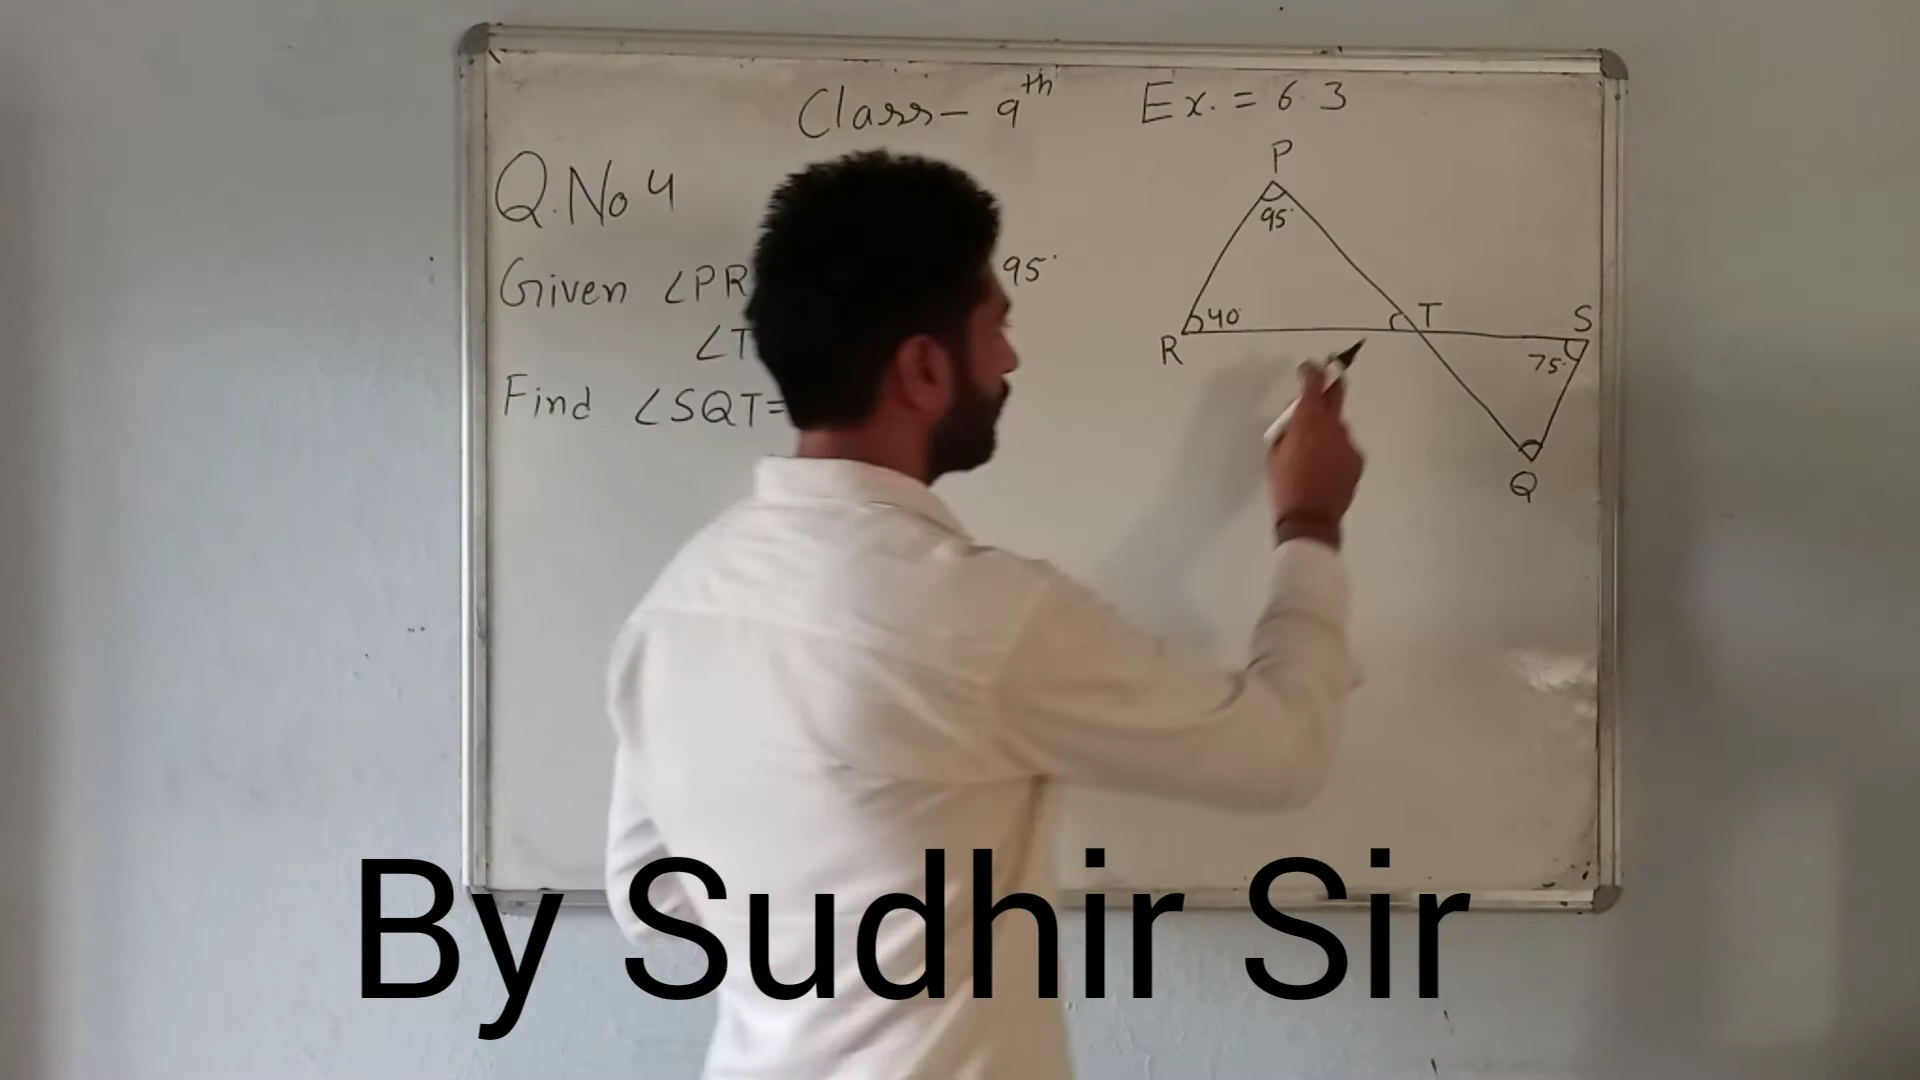 Class- 9th Ex. = 6.3
Q.No 4
Given ∠PR 95°
∠T
Find ∠SQT=
P
95°
R
40°
T
S
75°
Q
By Sudhir Sir